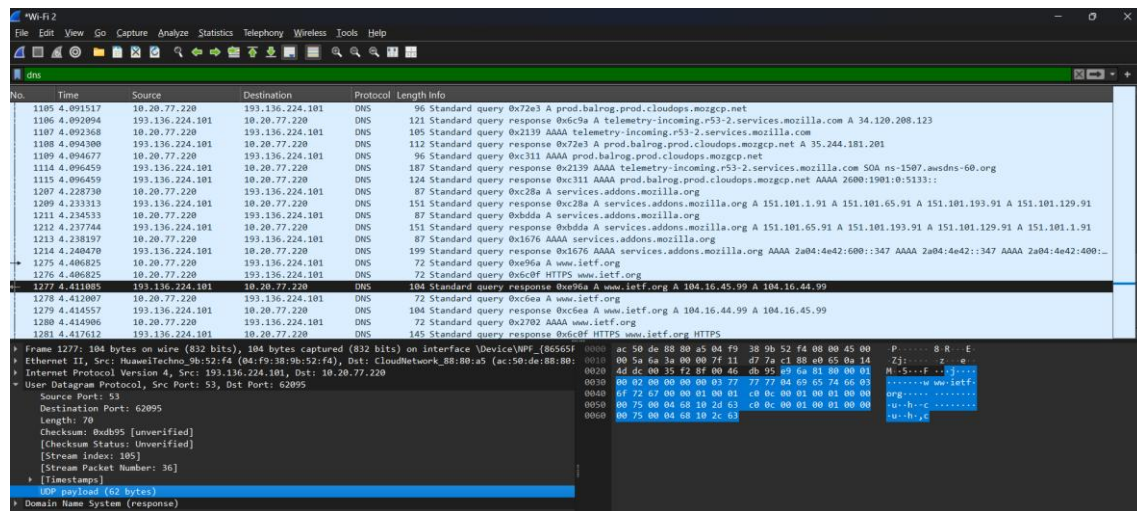 *Wi-Fi 2
File Edit View Go Capture Analyze Statistics Telephony Wireless Tools Help
dns
No. Time Source Destination Protocol Length Info
1105 4.091517 10.20.77.220 193.136.224.101 DNS 96 Standard query 0x72e3 A prod.balrog.prod.cloudops.mozgcp.net
1106 4.092094 193.136.224.101 10.20.77.220 DNS 121 Standard query response 0x6c9a A telemetry-incoming.r53-2.services.mozilla.com A 34.120.208.123
1107 4.092368 10.20.77.220 193.136.224.101 DNS 105 Standard query 0x2139 AAAA telemetry-incoming.r53-2.services.mozilla.com
1108 4.094300 193.136.224.101 10.20.77.220 DNS 112 Standard query response 0x72e3 A prod.balrog.prod.cloudops.mozgcp.net A 35.244.181.201
1109 4.094677 10.20.77.220 193.136.224.101 DNS 96 Standard query 0xc311 AAAA prod.balrog.prod.cloudops.mozgcp.net
1114 4.096459 193.136.224.101 10.20.77.220 DNS 187 Standard query response 0x2139 AAAA telemetry-incoming.r53-2.services.mozilla.com SOA ns-1507.awsdns-60.org
1115 4.096459 193.136.224.101 10.20.77.220 DNS 124 Standard query response 0xc311 AAAA prod.balrog.prod.cloudops.mozgcp.net AAAA 2600:1901:0:5133::
1207 4.228730 10.20.77.220 193.136.224.101 DNS 87 Standard query 0xc28a A services.addons.mozilla.org
1209 4.233313 193.136.224.101 10.20.77.220 DNS 151 Standard query response 0xc28a A services.addons.mozilla.org A 151.101.1.91 A 151.101.65.91 A 151.101.193.91 A 151.101.129.91
1211 4.234533 10.20.77.220 193.136.224.101 DNS 87 Standard query 0xbdda A services.addons.mozilla.org
1212 4.237744 193.136.224.101 10.20.77.220 DNS 151 Standard query response 0xbdda A services.addons.mozilla.org A 151.101.65.91 A 151.101.193.91 A 151.101.129.91 A 151.101.1.91
1213 4.238197 10.20.77.220 193.136.224.101 DNS 87 Standard query 0x1676 AAAA services.addons.mozilla.org
1214 4.240470 193.136.224.101 10.20.77.220 DNS 199 Standard query response 0x1676 AAAA services.addons.mozilla.org AAAA 2a04:4e42:600::347 AAAA 2a04:4e42::347 AAAA 2a04:4e42:400:…
1275 4.406825 10.20.77.220 193.136.224.101 DNS 72 Standard query 0xe96a A www.ietf.org
1276 4.406825 10.20.77.220 193.136.224.101 DNS 72 Standard query 0x6c0f HTTPS www.ietf.org
1277 4.411085 193.136.224.101 10.20.77.220 DNS 104 Standard query response 0xe96a A www.ietf.org A 104.16.45.99 A 104.16.44.99
1278 4.412007 10.20.77.220 193.136.224.101 DNS 72 Standard query 0xc6ea A www.ietf.org
1279 4.414557 193.136.224.101 10.20.77.220 DNS 104 Standard query response 0xc6ea A www.ietf.org A 104.16.44.99 A 104.16.45.99
1280 4.414906 10.20.77.220 193.136.224.101 DNS 72 Standard query 0x2702 AAAA www.ietf.org
1281 4.417612 193.136.224.101 10.20.77.220 DNS 145 Standard query response 0x6c0f HTTPS www.ietf.org HTTPS
Frame 1277: 104 bytes on wire (832 bits), 104 bytes captured (832 bits) on interface \Device\NPF_{86565F
Ethernet II, Src: HuaweiTechno_9b:52:f4 (04:f9:38:9b:52:f4), Dst: CloudNetwork_88:80:a5 (ac:50:de:88:80:
Internet Protocol Version 4, Src: 193.136.224.101, Dst: 10.20.77.220
User Datagram Protocol, Src Port: 53, Dst Port: 62095
Source Port: 53
Destination Port: 62095
Length: 70
Checksum: 0xdb95 [unverified]
[Checksum Status: Unverified]
[Stream index: 105]
[Stream Packet Number: 36]
[Timestamps]
UDP payload (62 bytes)
Domain Name System (response)
0000 ac 50 de 88 80 a5 04 f9 38 9b 52 f4 08 00 45 00 ·P······ 8·R···E·
0010 00 5a 6a 3a 00 00 7f 11 d7 7a c1 88 e0 65 0a 14 ·Zj:···· ·z···e··
0020 4d dc 00 35 f2 8f 00 46 db 95 e9 6a 81 80 00 01 M··5···F ···j····
0030 00 02 00 00 00 00 03 77 77 77 04 69 65 74 66 03 ·······w ww·ietf·
0040 6f 72 67 00 00 01 00 01 c0 0c 00 01 00 01 00 00 org····· ········
0050 00 75 00 04 68 10 2d 63 c0 0c 00 01 00 01 00 00 ·u··h·-c ········
0060 00 75 00 04 68 10 2c 63 ·u··h·,c